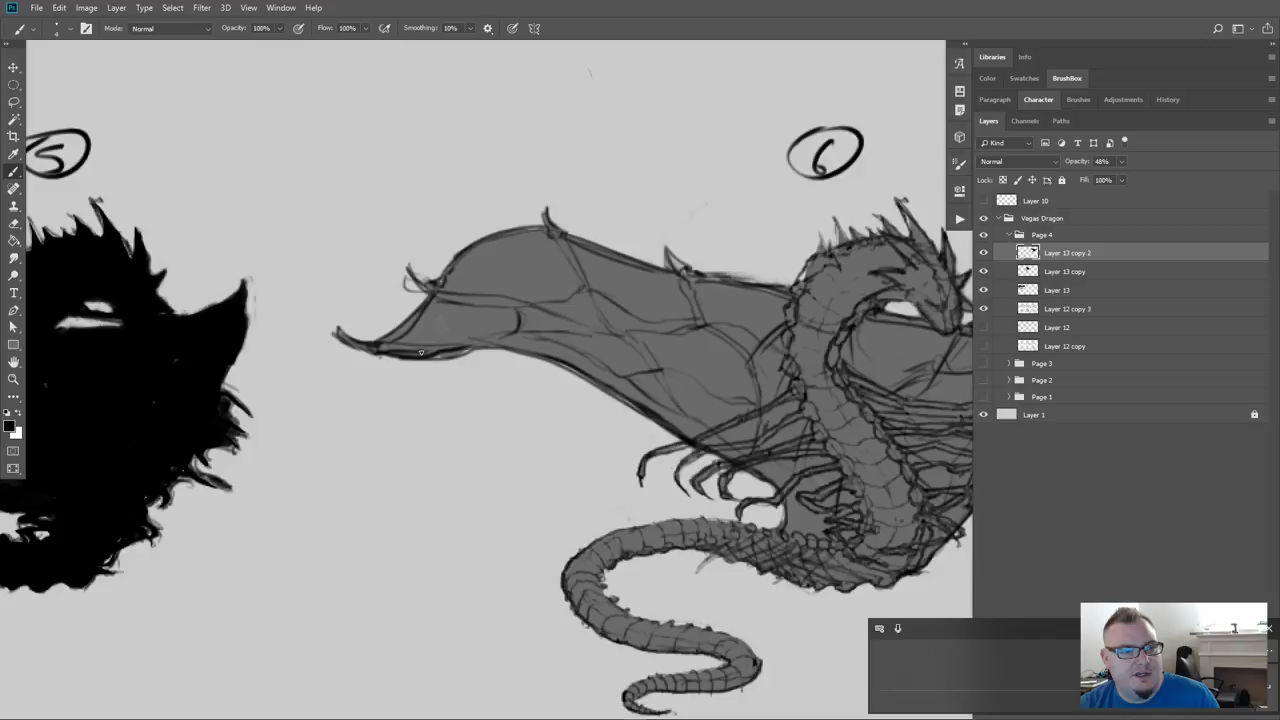 File Edit Image Layer Type Select Filter 3D View Window Help
4 Mode: Normal Opacity: 100% Flow: 100% Smoothing: 10%
Libraries Info
Color Swatches BrushBox
Paragraph Character Brushes Adjustments History
Layers Channels Paths
Kind
Normal Opacity: 48%
Lock: Fill: 100%
Layer 10
Vegas Dragon
Page 4
Layer 13 copy 2
Layer 13 copy
Layer 13
Layer 12 copy 3
Layer 12
Layer 12 copy
Page 3
Page 2
Page 1
Layer 1
5
6